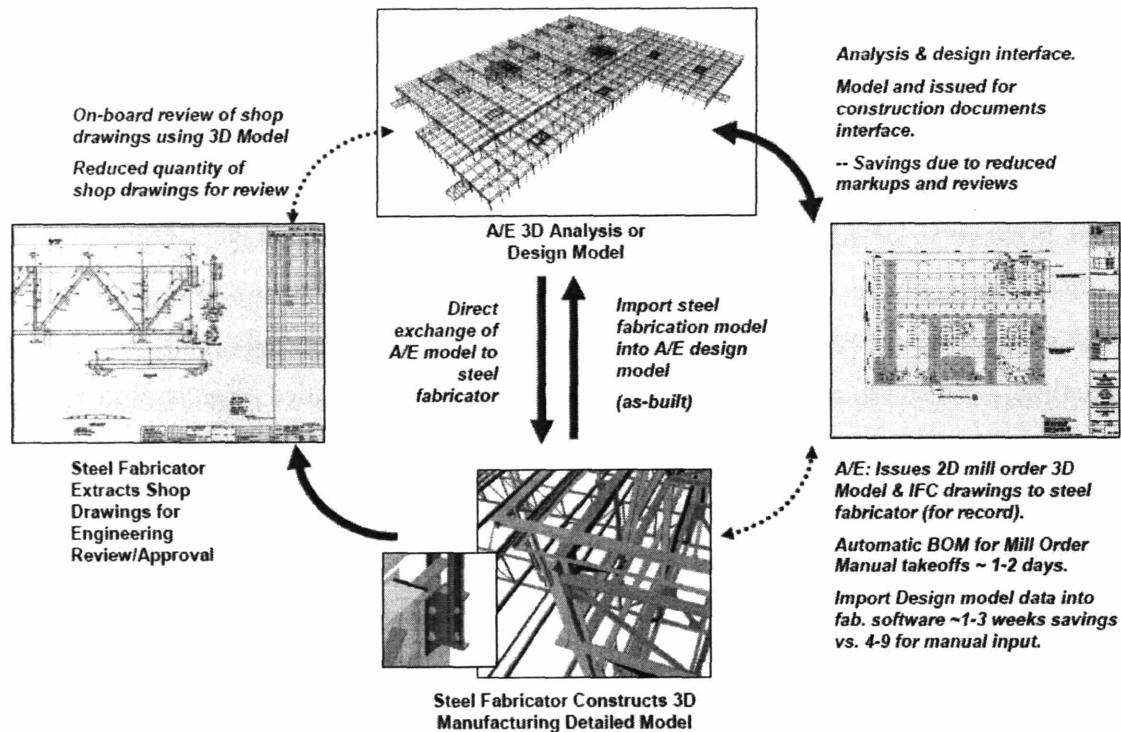 On-board review of shop
drawings using 3D Model
Reduced quantity of
shop drawings for review
Analysis & design interface.
Model and issued for
construction documents
interface.
-- Savings due to reduced
markups and reviews
A/E 3D Analysis or
Design Model
Direct
exchange of
A/E model to
steel
fabricator
Import steel
fabrication model
into A/E design
model
(as-built)
Steel Fabricator
Extracts Shop
Drawings for
Engineering
Review/Approval
A/E: Issues 2D mill order 3D
Model & IFC drawings to steel
fabricator (for record).
Automatic BOM for Mill Order
Manual takeoffs ~ 1-2 days.
Import Design model data into
fab. software ~1-3 weeks savings
vs. 4-9 for manual input.
Steel Fabricator Constructs 3D
Manufacturing Detailed Model